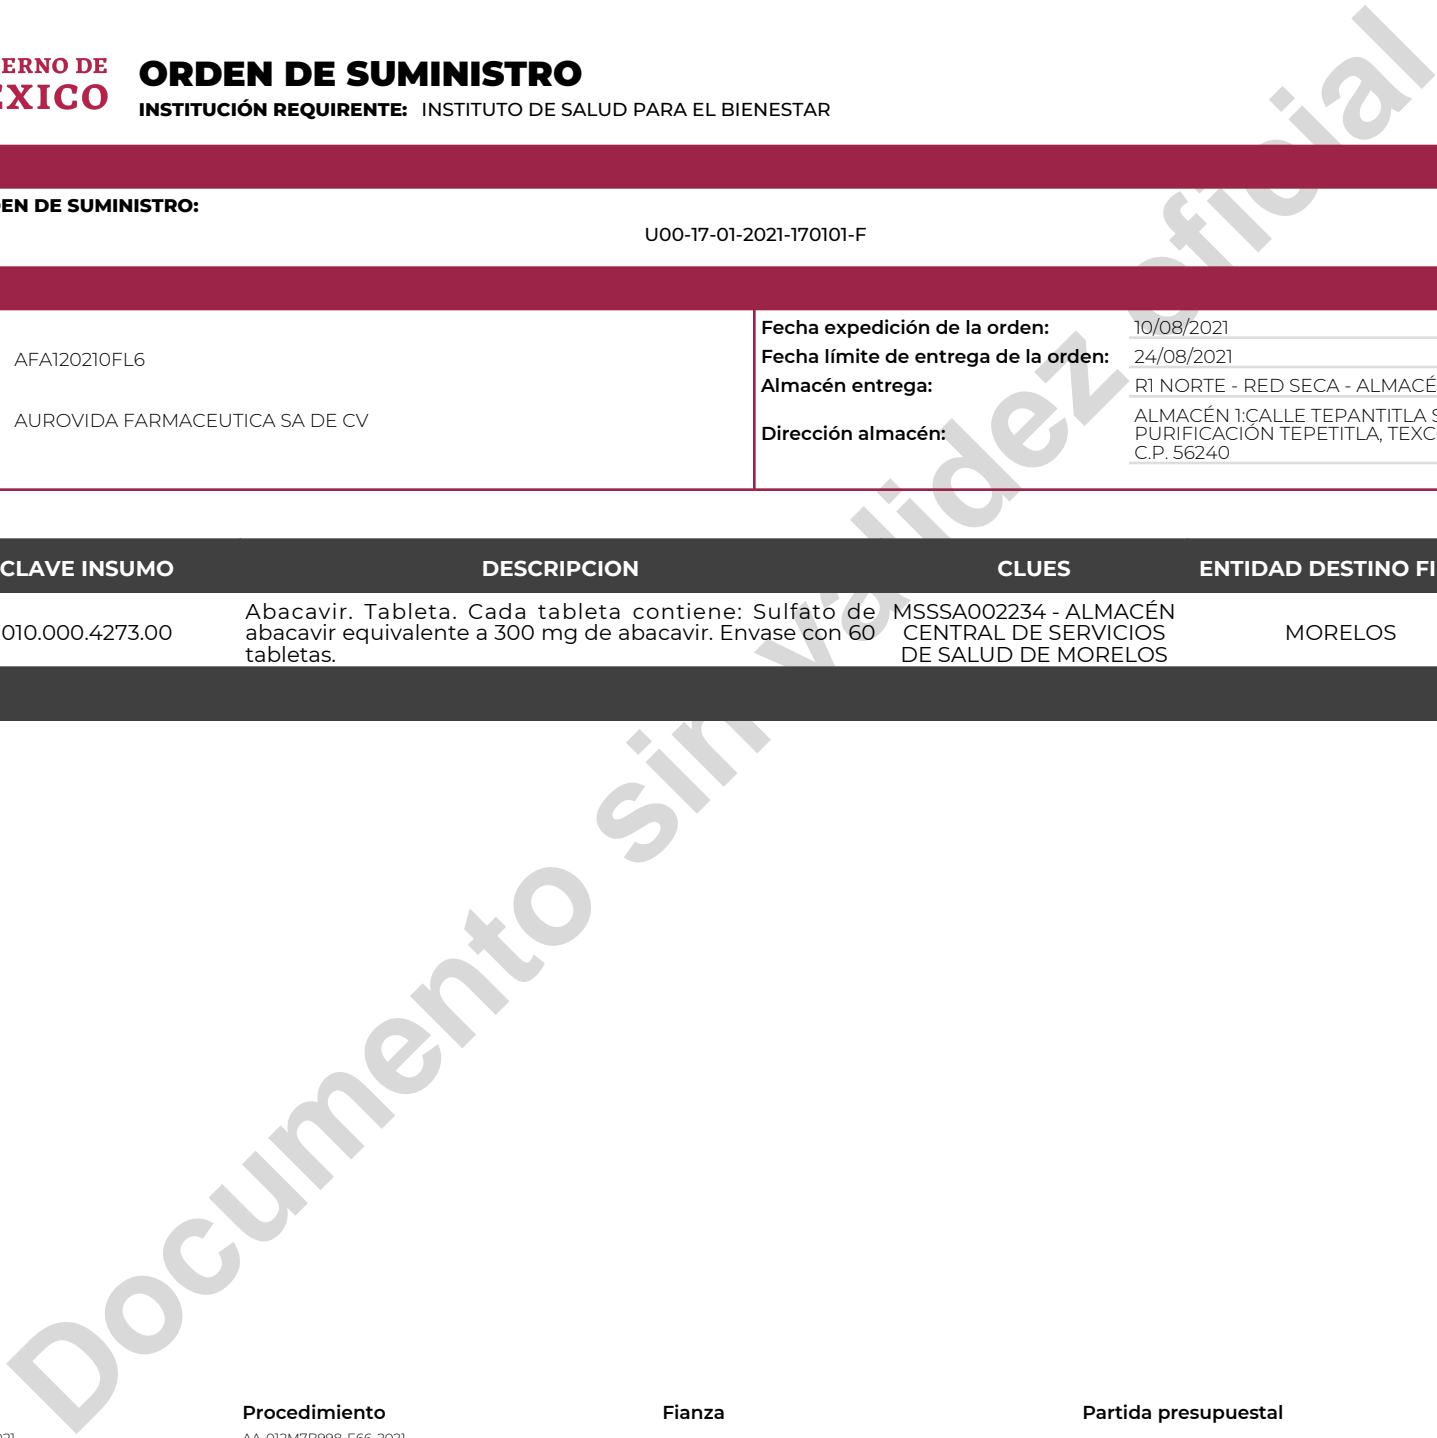 ERNO DE
EXICO
ORDEN DE SUMINISTRO
INSTITUCIÓN REQUIRENTE: INSTITUTO DE SALUD PARA EL BIENESTAR
EN DE SUMINISTRO:
U00-17-01-2021-170101-F
AFA120210FL6
AUROVIDA FARMACEUTICA SA DE CV
Fecha expedición de la orden: 10/08/2021
Fecha límite de entrega de la orden: 24/08/2021
Almacén entrega: R1 NORTE - RED SECA - ALMACÉ
Dirección almacén:
ALMACÉN 1:CALLE TEPANTITLA S
PURIFICACIÓN TEPETITLA, TEXC
C.P. 56240
CLAVE INSUMO DESCRIPCION CLUES ENTIDAD DESTINO FI
010.000.4273.00
Abacavir. Tableta. Cada tableta contiene: Sulfato de
abacavir equivalente a 300 mg de abacavir. Envase con 60
tabletas.
MSSSA002234 - ALMACÉN
CENTRAL DE SERVICIOS
DE SALUD DE MORELOS
MORELOS
Documento sin validez oficial
Procedimiento Fianza Partida presupuestal